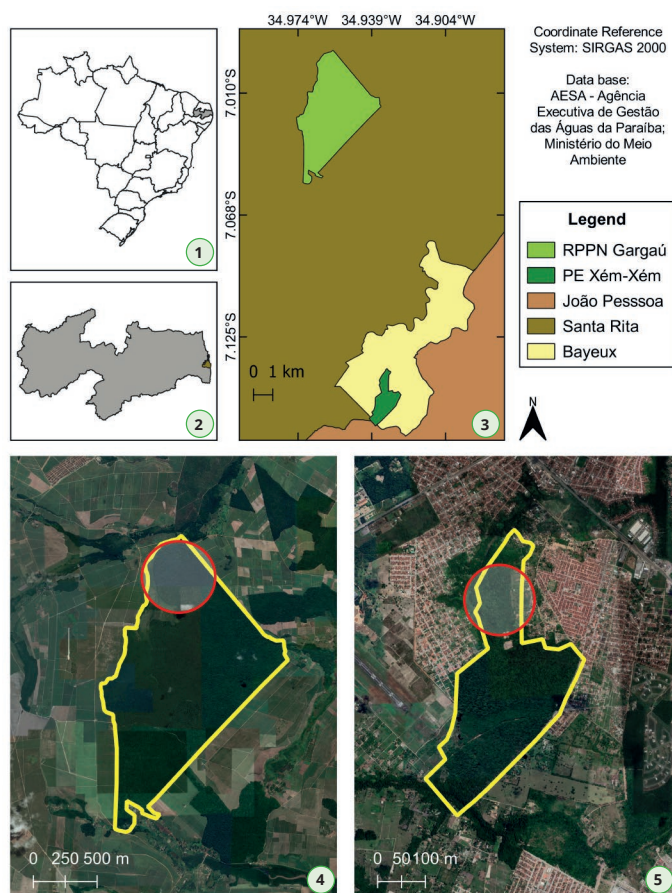 34.974°W 34.939°W 34.904°W
7.010°S
7.068°S
7.125°S
Coordinate Reference
System: SIRGAS 2000
Data base:
AESA - Agência
Executiva de Gestão
das Águas da Paraíba;
Ministério do Meio
Ambiente
Legend
RPPN Gargaú
PE Xém-Xém
João Pesssoa
Santa Rita
Bayeux
0 1 km
N
1
2
3
0 250 500 m
4
0 50 100 m
5